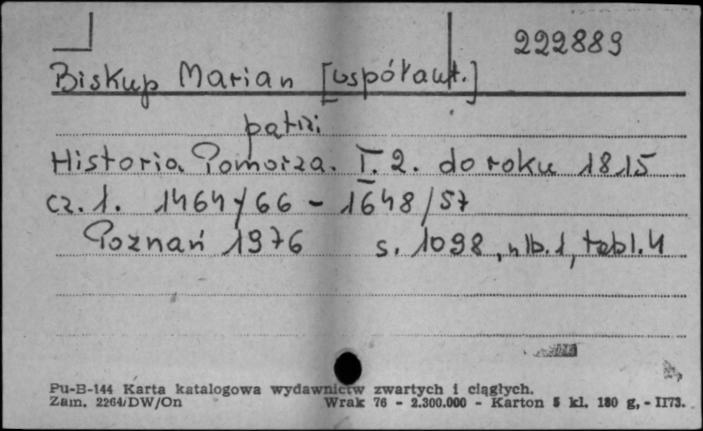 222889
Biskup Marian [współaut.]
patrz:
Historia Pomorza. T. 2. do roku 1815
cz. 1. 1464/66 - 1648/57
Poznań 1976 s. 1098, nlb. 1, tabl. 4
Pu-B-144 Karta katalogowa wydawnictw zwartych i ciągłych.
Zam. 2264/DW/On Wrak 76 - 2.300.000 - Karton 5 kl. 180 g, - II73.